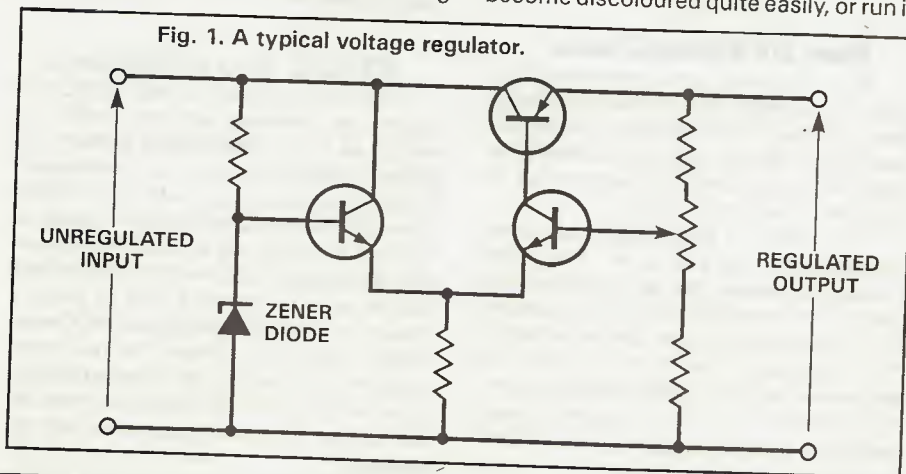 become discoloured quite easily, or run i
Fig. 1. A typical voltage regulator.
UNREGULATED
INPUT
ZENER
DIODE
REGULATED
OUTPUT